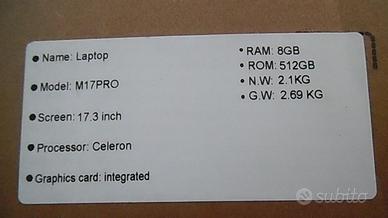 ● Name: Laptop
● Model: M17PRO
● Screen: 17.3 inch
● Processor: Celeron
● Graphics card: integrated
• RAM: 8GB
• ROM: 512GB
• N.W: 2.1KG
• G.W: 2.69 KG
subito